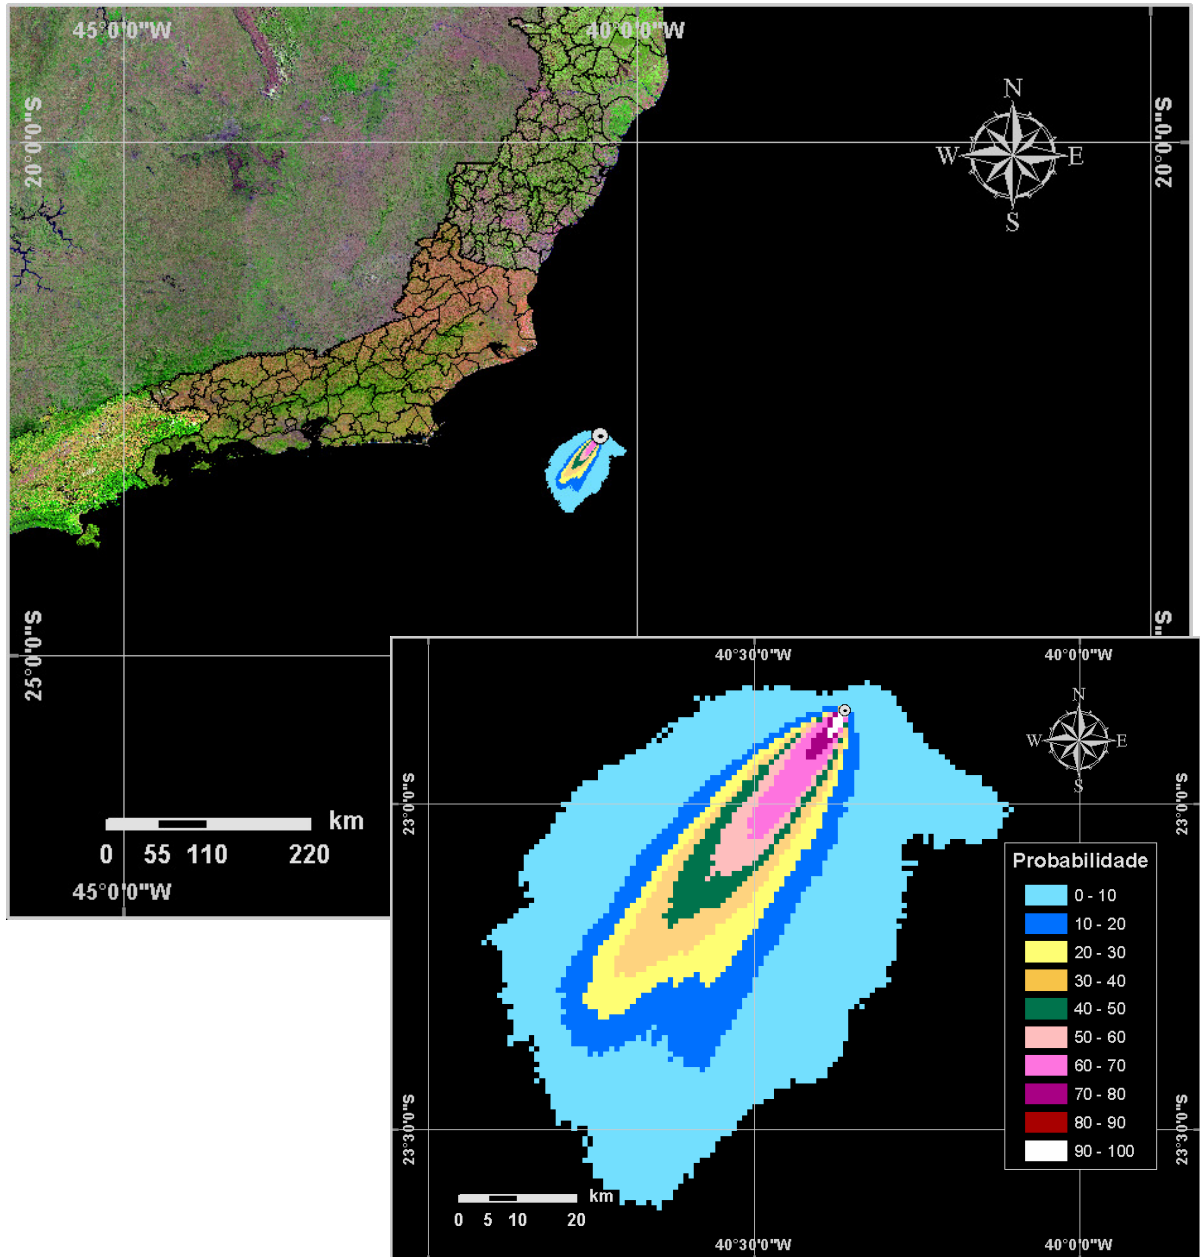 45°0'0"W
40°0'0"W
20°0'0"S
20°0'0"S
N
W
E
S
25°0'0"S
S"
km
0 55 110 220
45°0'0"W
40°30'0"W
40°0'0"W
N
W
E
S
23°0'0"S
23°0'0"S
Probabilidade
0 - 10
10 - 20
20 - 30
30 - 40
40 - 50
50 - 60
60 - 70
70 - 80
80 - 90
90 - 100
23°30'0"S
23°30'0"S
km
0 5 10 20
40°30'0"W
40°0'0"W